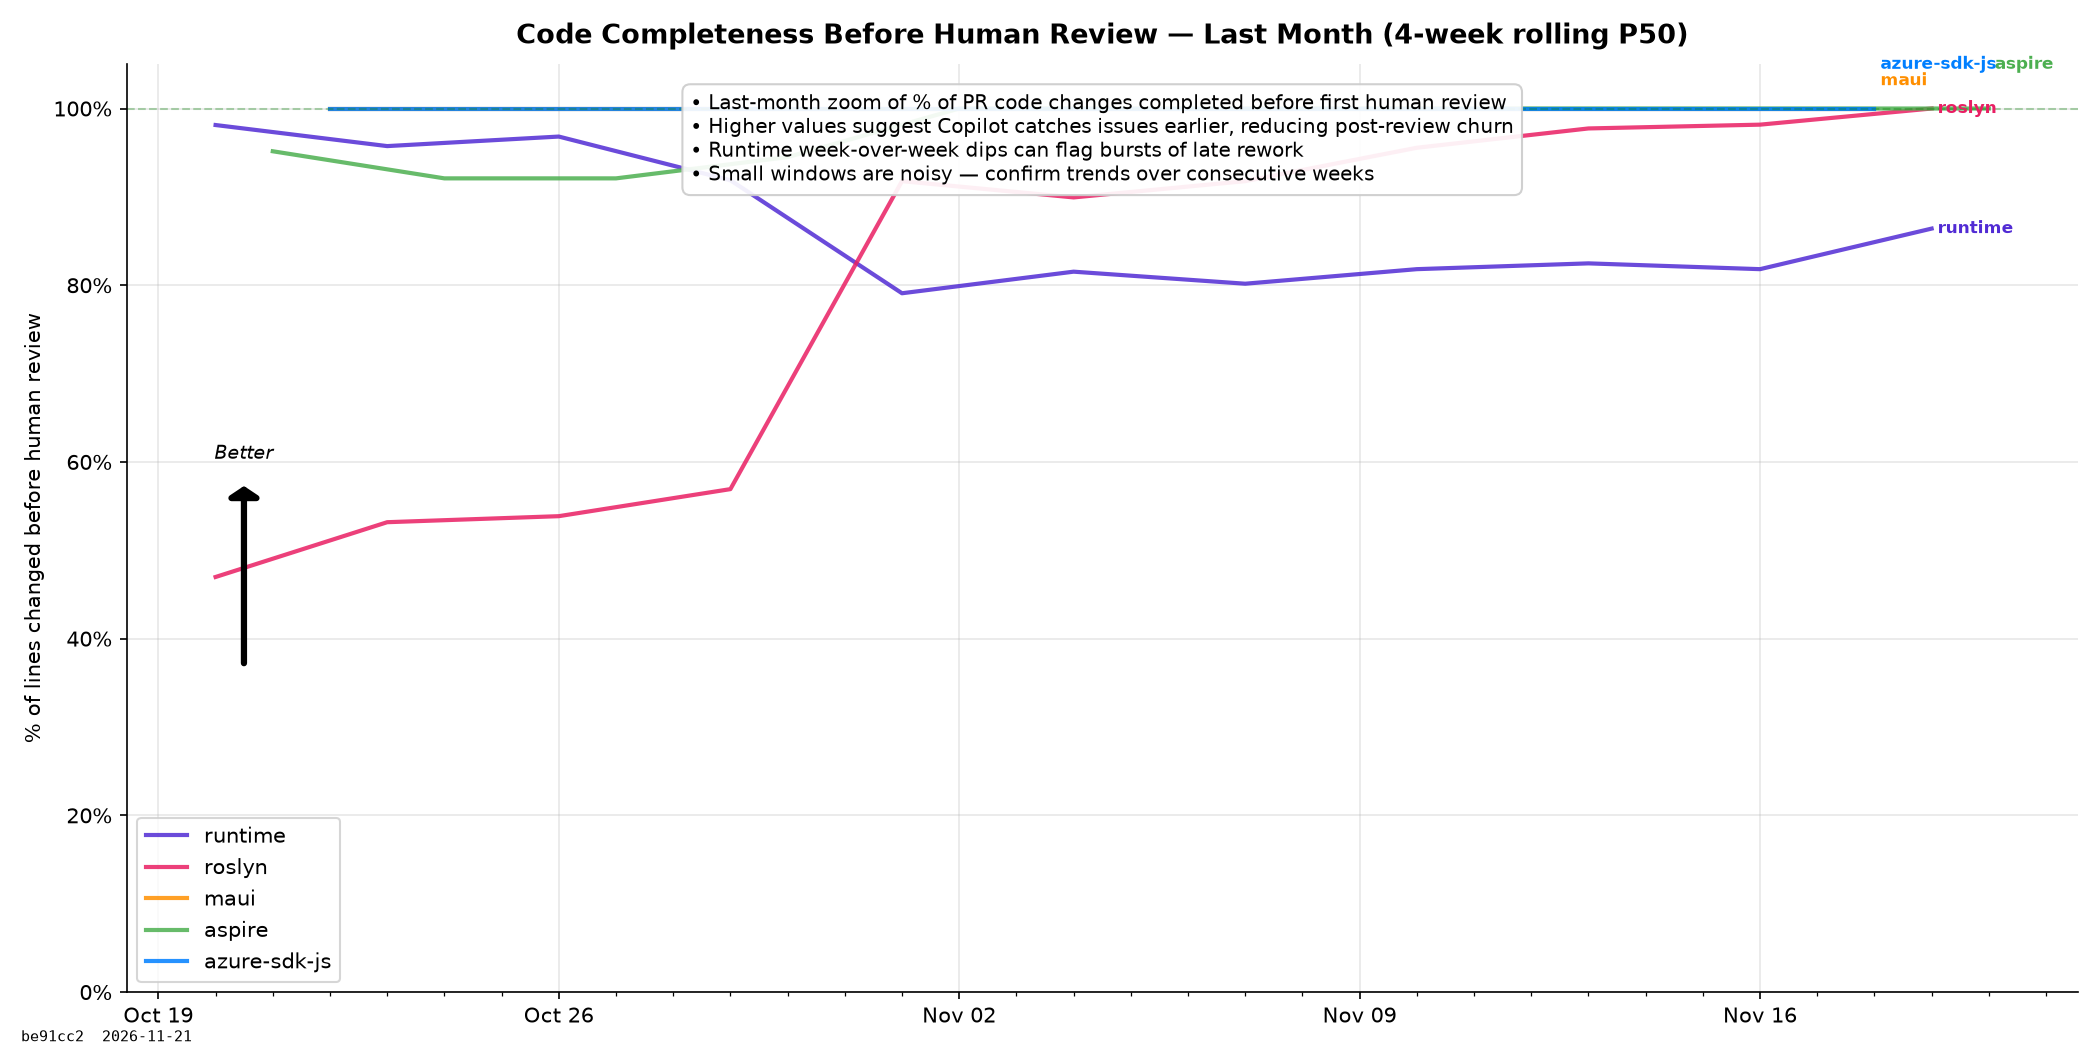 Code Completeness Before Human Review — Last Month (4-week rolling P50)
azure-sdk-js aspire
maui
100%
• Last-month zoom of % of PR code changes completed before first human review
• Higher values suggest Copilot catches issues earlier, reducing post-review churn
• Runtime week-over-week dips can flag bursts of late rework
• Small windows are noisy — confirm trends over consecutive weeks
roslyn
runtime
80%
60%
40%
20%
0%
% of lines changed before human review
Better
runtime
roslyn
maui
aspire
azure-sdk-js
Oct 19 Oct 26 Nov 02 Nov 09 Nov 16
be91cc2 2026-11-21